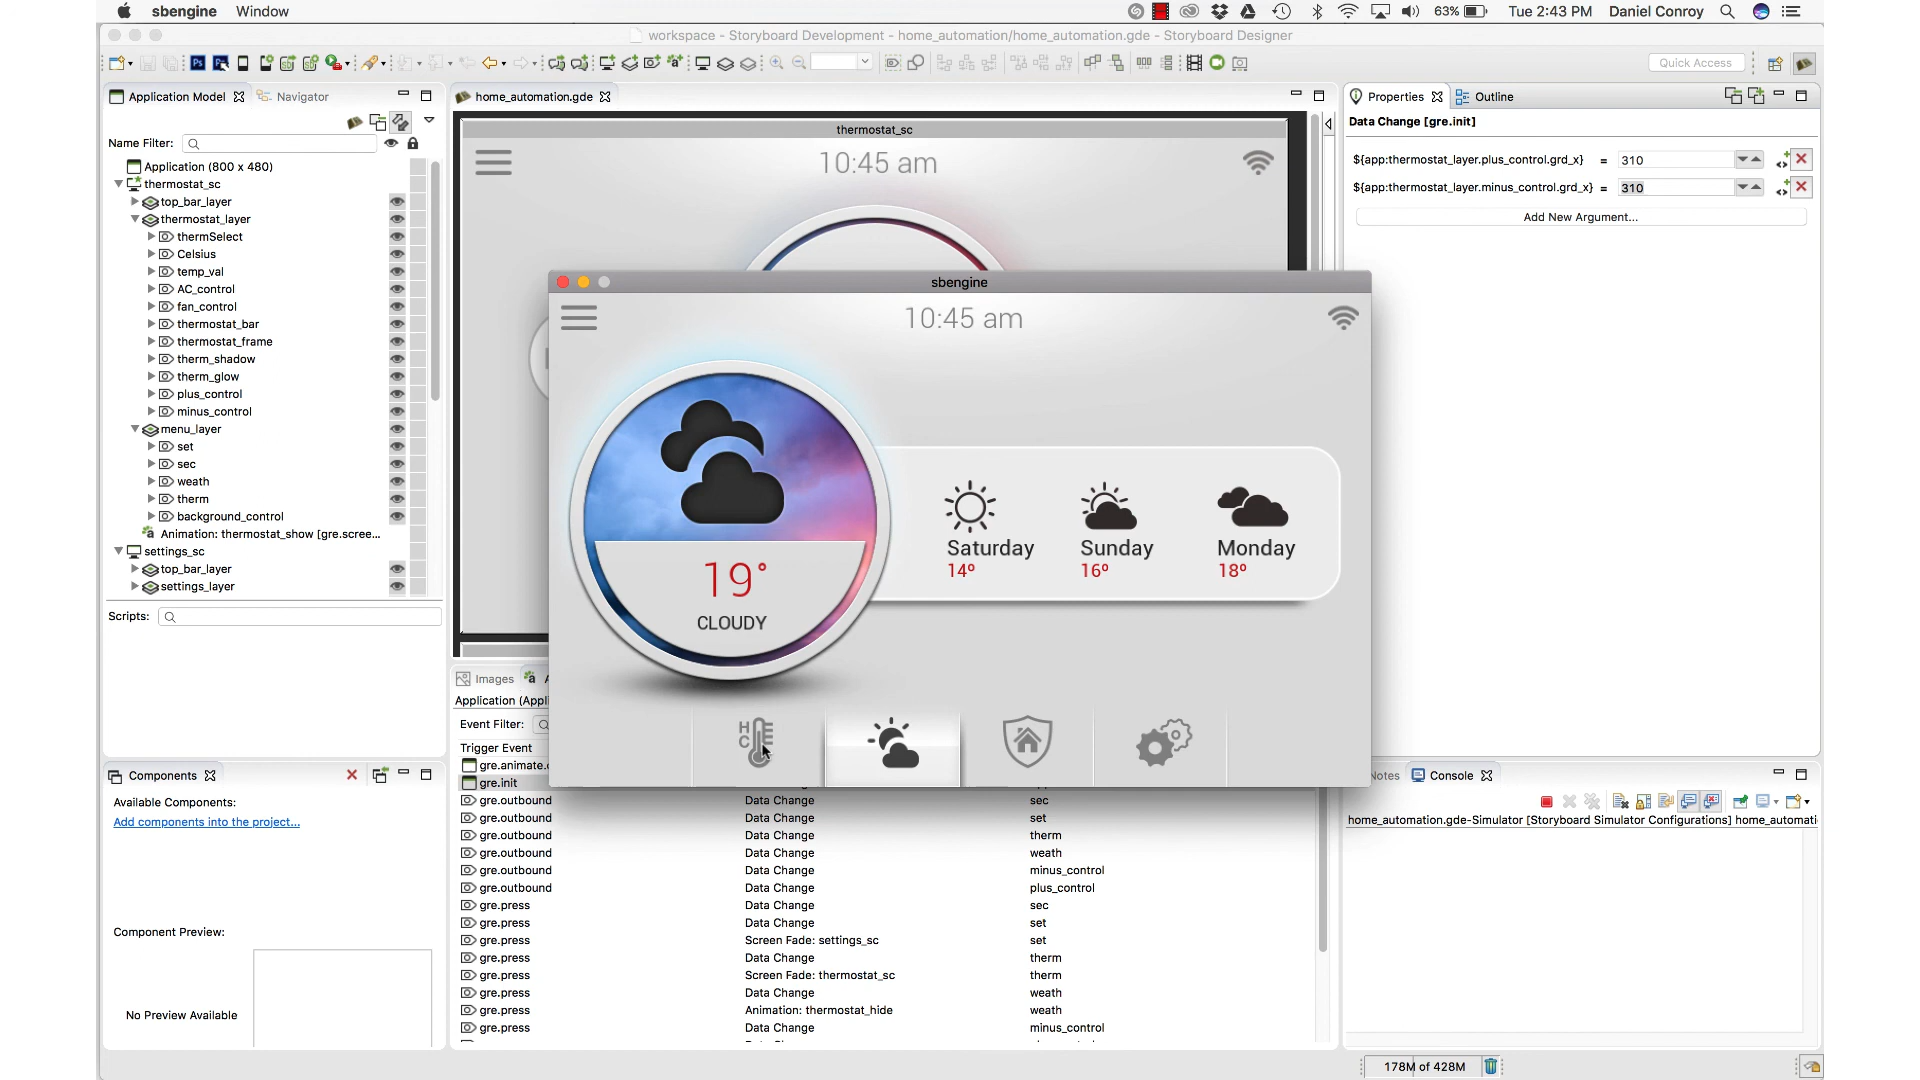 sbengine Window
63% Tue 2:43 PM Daniel Conroy
workspace - Storyboard Development - home_automation/home_automation.gde - Storyboard Designer
Ps
Quick Access
Application Model
Navigator
Name Filter:
Application (800 x 480)
thermostat_sc
top_bar_layer
thermostat_layer
thermSelect
Celsius
temp_val
AC_control
fan_control
thermostat_bar
thermostat_frame
therm_shadow
therm_glow
plus_control
minus_control
menu_layer
set
sec
weath
therm
background_control
Animation: thermostat_show [gre.scree...
settings_sc
top_bar_layer
settings_layer
Scripts:
Components
Available Components:
Add components into the project...
Component Preview:
No Preview Available
home_automation.gde
thermostat_sc
10:45 am
sbengine
10:45 am
19°
CLOUDY
Saturday
14°
Sunday
16°
Monday
18°
H
C
Images
Application (Appli
Event Filter:
Trigger Event
gre.animate.
gre.init
gre.outbound Data Change sec
gre.outbound Data Change set
gre.outbound Data Change therm
gre.outbound Data Change weath
gre.outbound Data Change minus_control
gre.outbound Data Change plus_control
gre.press Data Change sec
gre.press Data Change set
gre.press Screen Fade: settings_sc set
gre.press Data Change therm
gre.press Screen Fade: thermostat_sc therm
gre.press Data Change weath
gre.press Animation: thermostat_hide weath
gre.press Data Change minus_control
Properties
Outline
Data Change [gre.init]
${app:thermostat_layer.plus_control.grd_x} = 310
${app:thermostat_layer.minus_control.grd_x} = 310
Add New Argument...
Notes
Console
home_automation.gde-Simulator [Storyboard Simulator Configurations] home_automati
178M of 428M